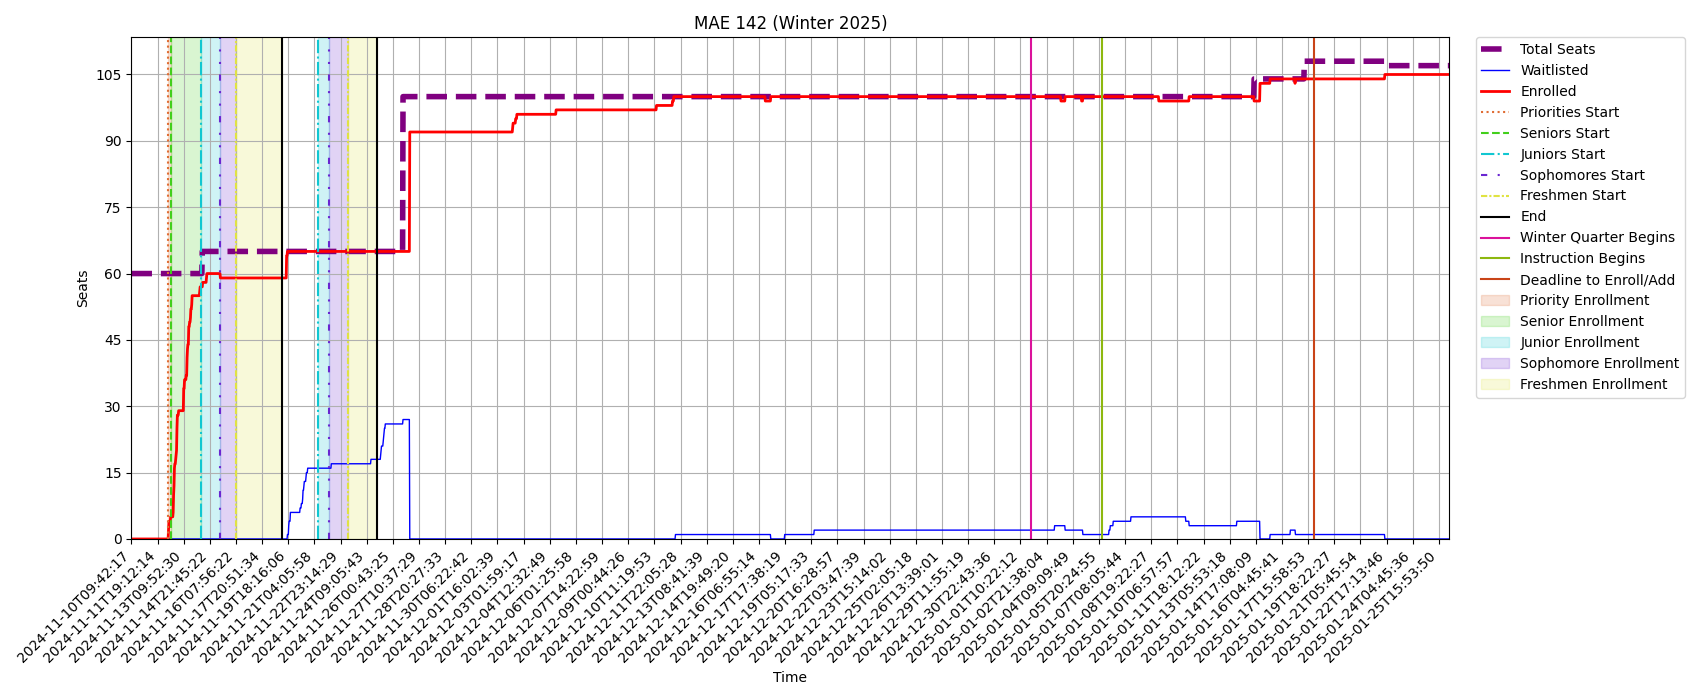 MAE 142 (Winter 2025)
Seats
105
90
75
60
45
30
15
0
2024-11-10T09:42:17
2024-11-11T19:12:14
2024-11-13T09:52:30
2024-11-14T21:45:22
2024-11-16T07:56:22
2024-11-17T20:51:34
2024-11-19T18:16:06
2024-11-21T04:05:58
2024-11-22T23:14:29
2024-11-24T09:05:43
2024-11-26T00:43:25
2024-11-27T10:37:29
2024-11-28T20:27:33
2024-11-30T06:22:42
2024-12-01T16:02:39
2024-12-03T01:59:17
2024-12-04T12:32:49
2024-12-06T01:25:58
2024-12-07T14:22:59
2024-12-09T00:44:26
2024-12-10T11:19:53
2024-12-11T22:05:28
2024-12-13T08:41:39
2024-12-14T19:49:20
2024-12-16T06:55:14
2024-12-17T17:38:19
2024-12-19T05:17:33
2024-12-20T16:28:57
2024-12-22T03:47:39
2024-12-23T15:14:02
2024-12-25T02:05:18
2024-12-26T13:39:01
2024-12-29T11:55:19
2024-12-30T22:43:36
2025-01-01T10:22:12
2025-01-02T21:38:04
2025-01-04T09:09:49
2025-01-05T20:24:55
2025-01-07T08:05:44
2025-01-08T19:22:27
2025-01-10T06:57:57
2025-01-11T18:12:22
2025-01-13T05:53:18
2025-01-14T17:08:09
2025-01-16T04:45:41
2025-01-17T15:58:53
2025-01-19T18:22:27
2025-01-21T05:45:54
2025-01-22T17:13:46
2025-01-24T04:45:36
2025-01-25T15:53:50
Time
Total Seats
Waitlisted
Enrolled
Priorities Start
Seniors Start
Juniors Start
Sophomores Start
Freshmen Start
End
Winter Quarter Begins
Instruction Begins
Deadline to Enroll/Add
Priority Enrollment
Senior Enrollment
Junior Enrollment
Sophomore Enrollment
Freshmen Enrollment